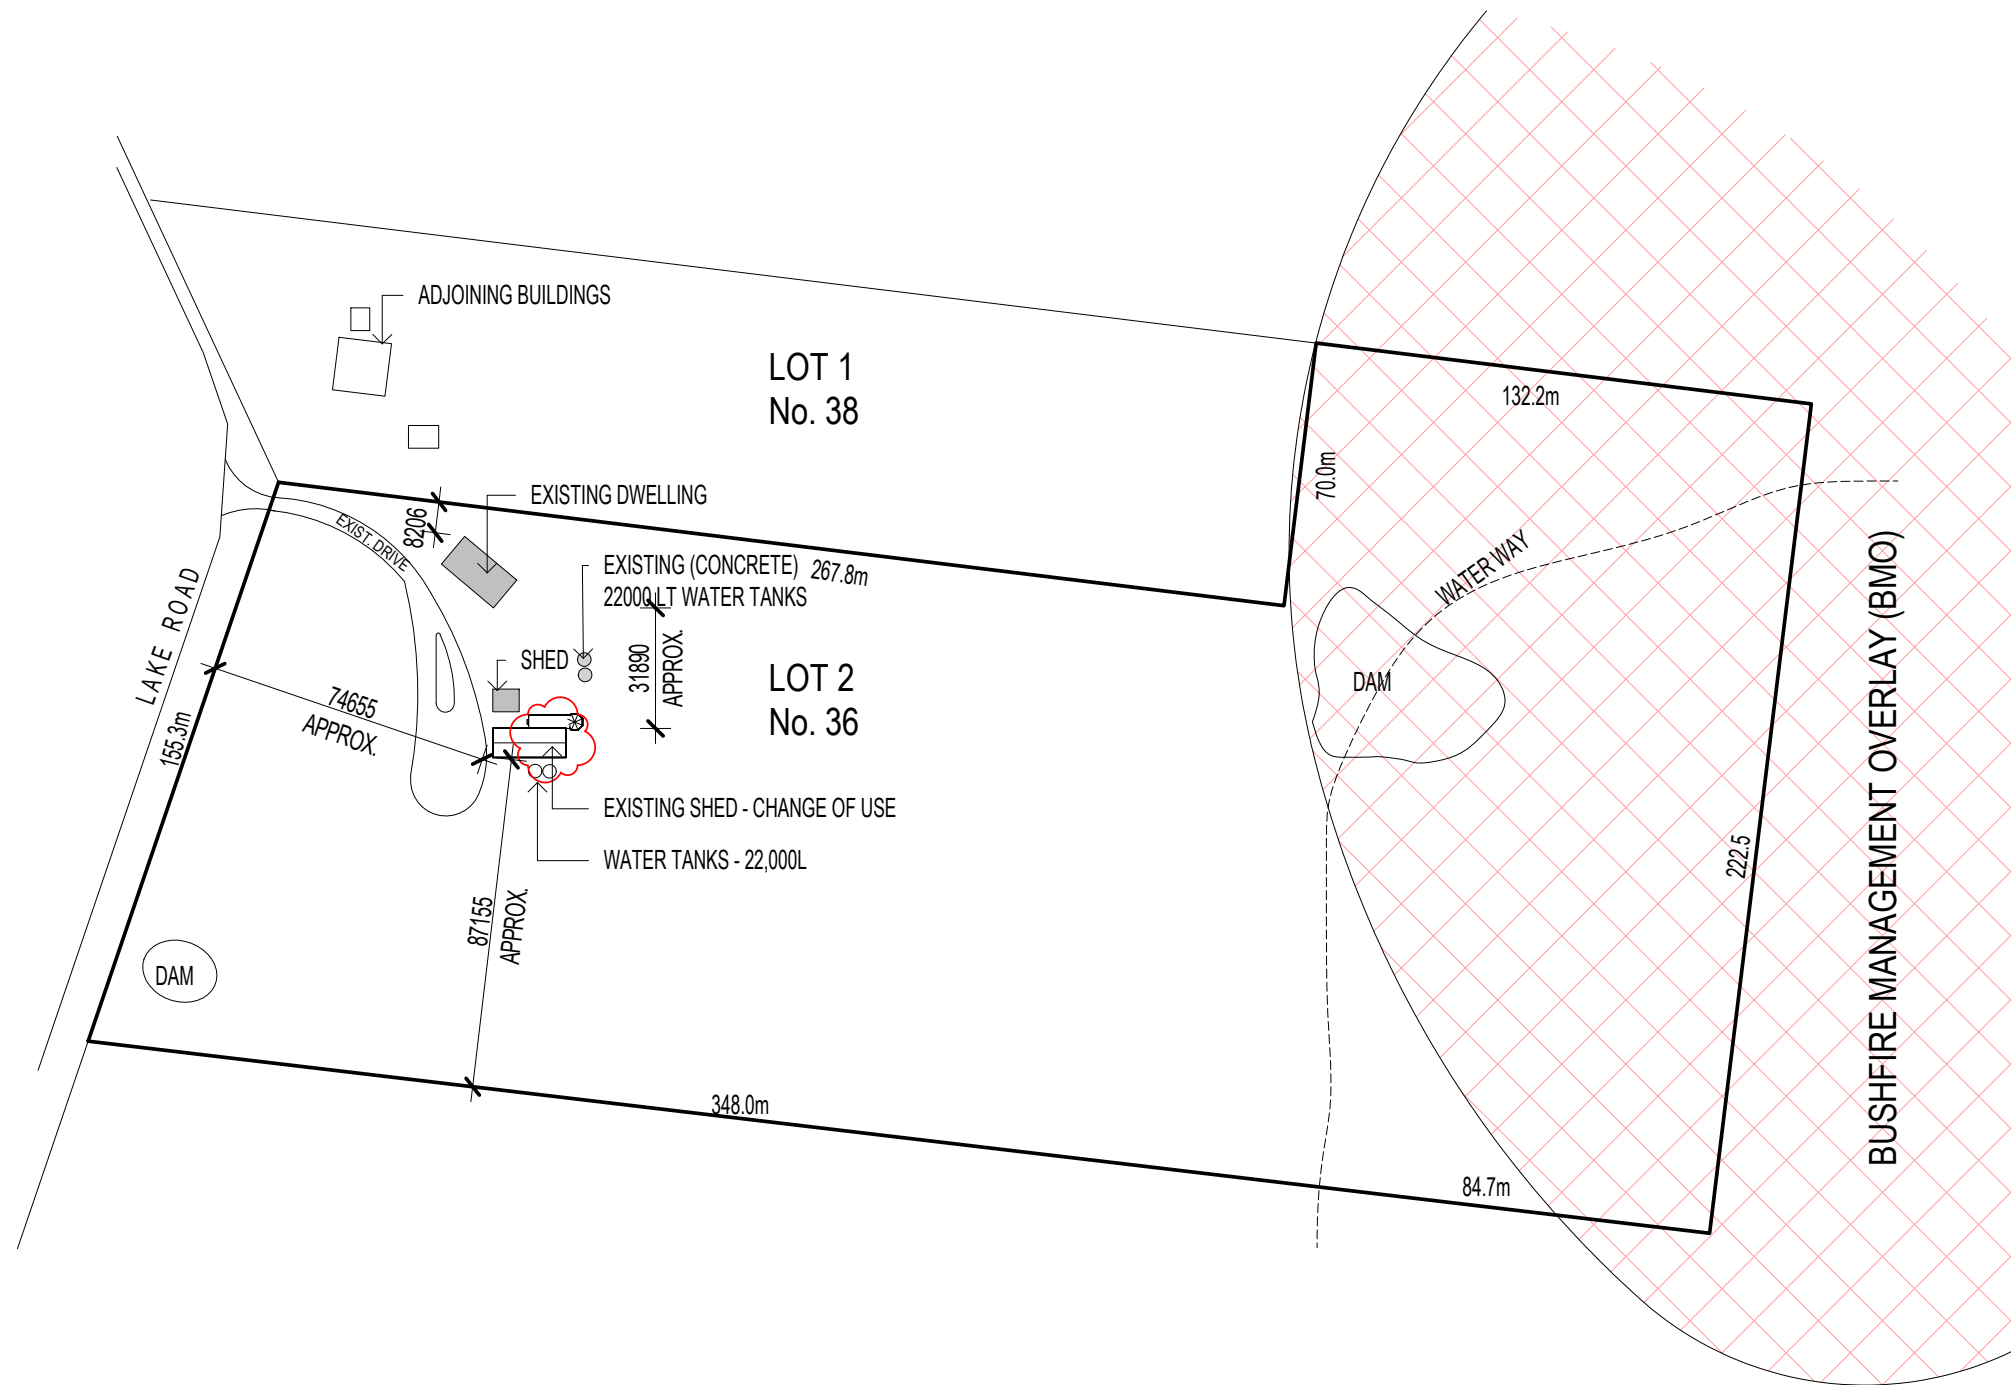 ADJOINING BUILDINGS
LOT 1
No. 38
132.2m
70.0m
EXISTING DWELLING
8206
EXIST. DRIVE
EXISTING (CONCRETE)
22000 LT WATER TANKS
267.8m
WATER WAY
LAKE ROAD
SHED
31890
APPROX.
LOT 2
No. 36
DAM
74655
APPROX.
155.3m
EXISTING SHED - CHANGE OF USE
WATER TANKS - 22,000L
87155
APPROX.
222.5
BUSHFIRE MANAGEMENT OVERLAY (BMO)
DAM
348.0m
84.7m